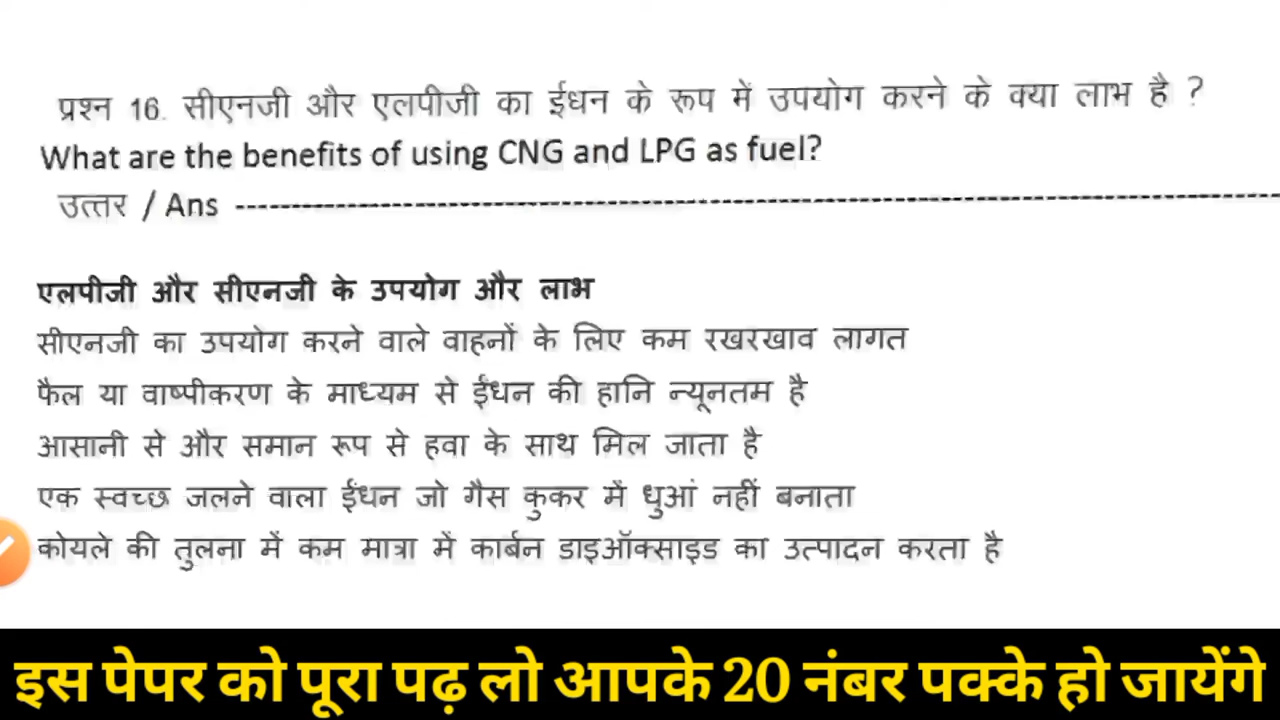 प्रश्न 16. सीएनजी और एलपीजी का ईधन के रूप में उपयोग करने के क्या लाभ है ?
What are the benefits of using CNG and LPG as fuel?
उत्तर / Ans ------------------------------------------------------------
एलपीजी और सीएनजी के उपयोग और लाभ
सीएनजी का उपयोग करने वाले वाहनों के लिए कम रखरखाव लागत
फैल या वाष्पीकरण के माध्यम से ईंधन की हानि न्यूनतम है
आसानी से और समान रूप से हवा के साथ मिल जाता है
एक स्वच्छ जलने वाला ईंधन जो गैस कुकर में धुआं नहीं बनाता
कोयले की तुलना में कम मात्रा में कार्बन डाइऑक्साइड का उत्पादन करता है
इस पेपर को पूरा पढ़ लो आपके 20 नंबर पक्के हो जायेंगे